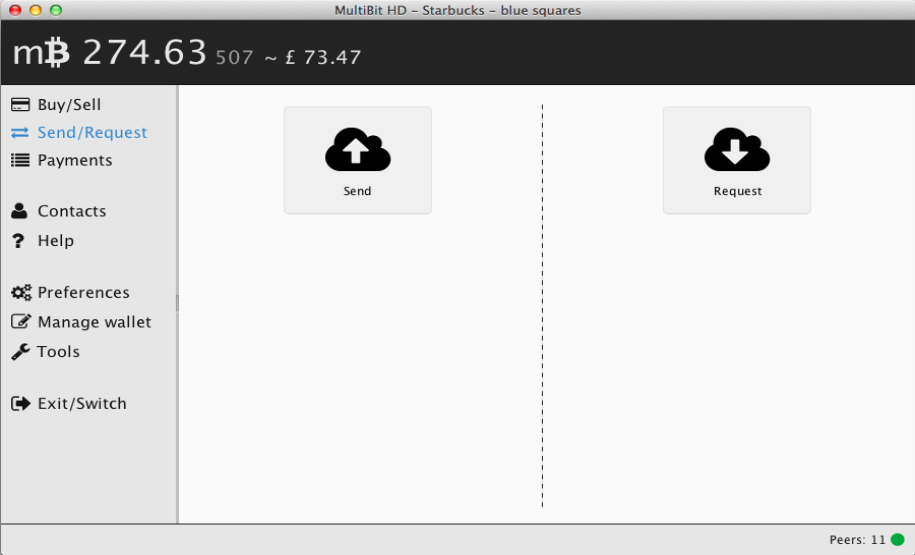 MultiBit HD - Starbucks - blue squares
m₿ 274.63 507 ~ £ 73.47
Buy/Sell
Send/Request
Payments
Contacts
Help
Preferences
Manage wallet
Tools
Exit/Switch
Send
Request
Peers: 11